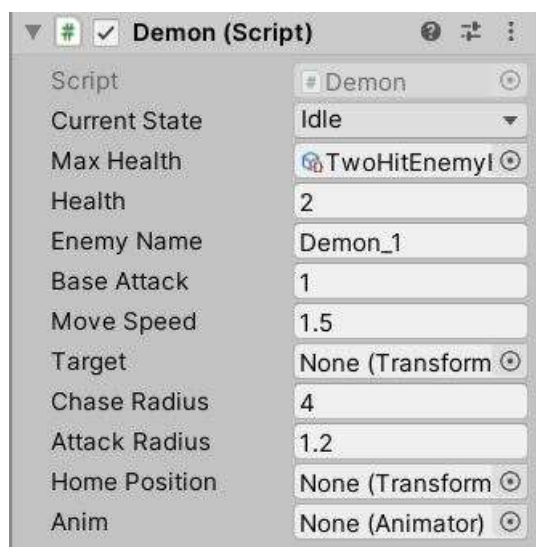 # Demon (Script)
Script # Demon
Current State Idle
Max Health TwoHitEnemyI
Health 2
Enemy Name Demon_1
Base Attack 1
Move Speed 1.5
Target None (Transform
Chase Radius 4
Attack Radius 1.2
Home Position None (Transform
Anim None (Animator)